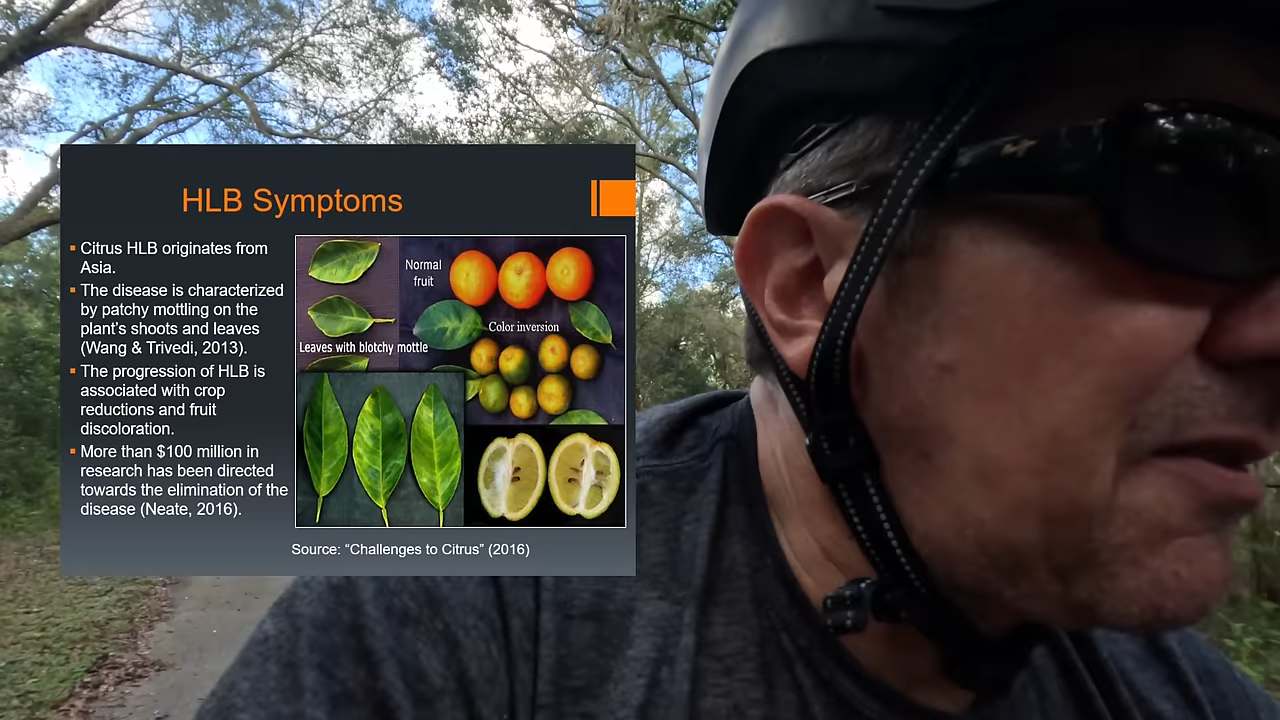 HLB Symptoms
▪ Citrus HLB originates from
Asia.
▪ The disease is characterized
by patchy mottling on the
plant's shoots and leaves
(Wang & Trivedi, 2013).
▪ The progression of HLB is
associated with crop
reductions and fruit
discoloration.
▪ More than $100 million in
research has been directed
towards the elimination of the
disease (Neate, 2016).
Normal
fruit
Color inversion
Leaves with blotchy mottle
Source: “Challenges to Citrus” (2016)